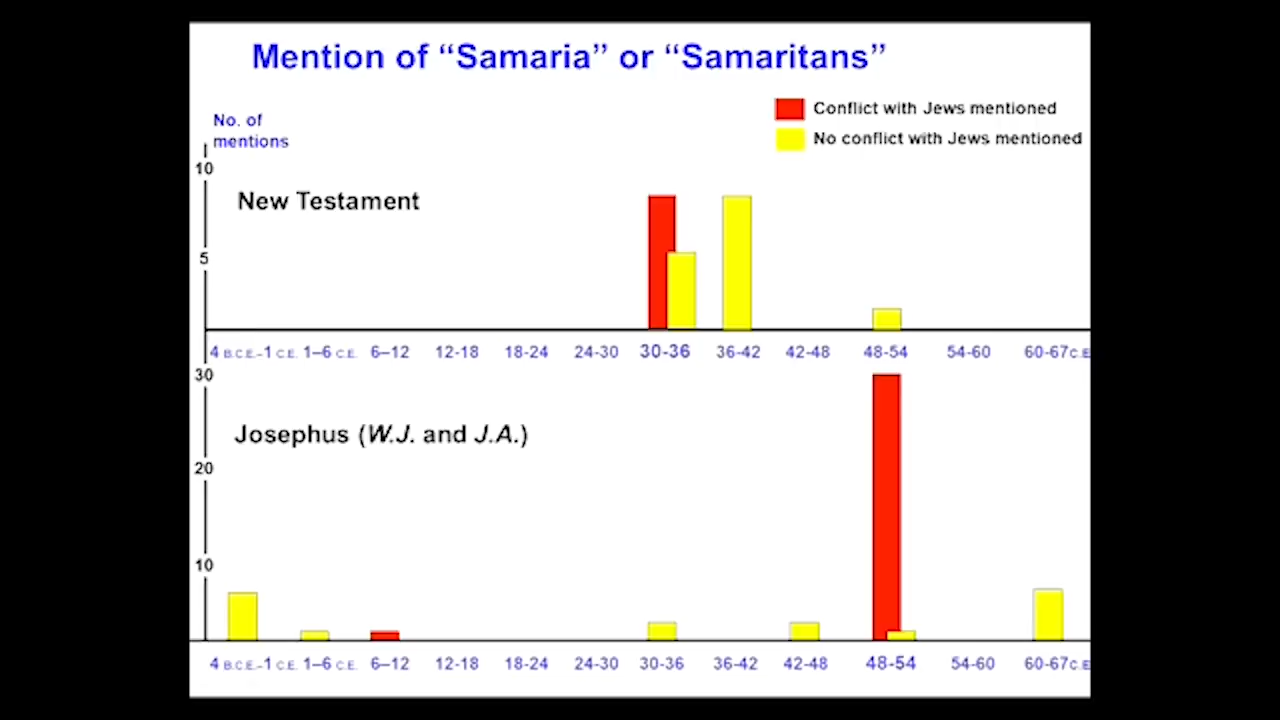 Mention of “Samaria” or “Samaritans”
Conflict with Jews mentioned
No conflict with Jews mentioned
No. of
mentions
10
New Testament
5
4 B.C.E.–1 C.E. 1–6 C.E. 6–12 12-18 18-24 24-30 30-36 36-42 42-48 48-54 54-60 60-67C.E
30
Josephus (W.J. and J.A.)
20
10
4 B.C.E.–1 C.E. 1–6 C.E. 6–12 12-18 18-24 24-30 30-36 36-42 42-48 48-54 54-60 60-67C.E